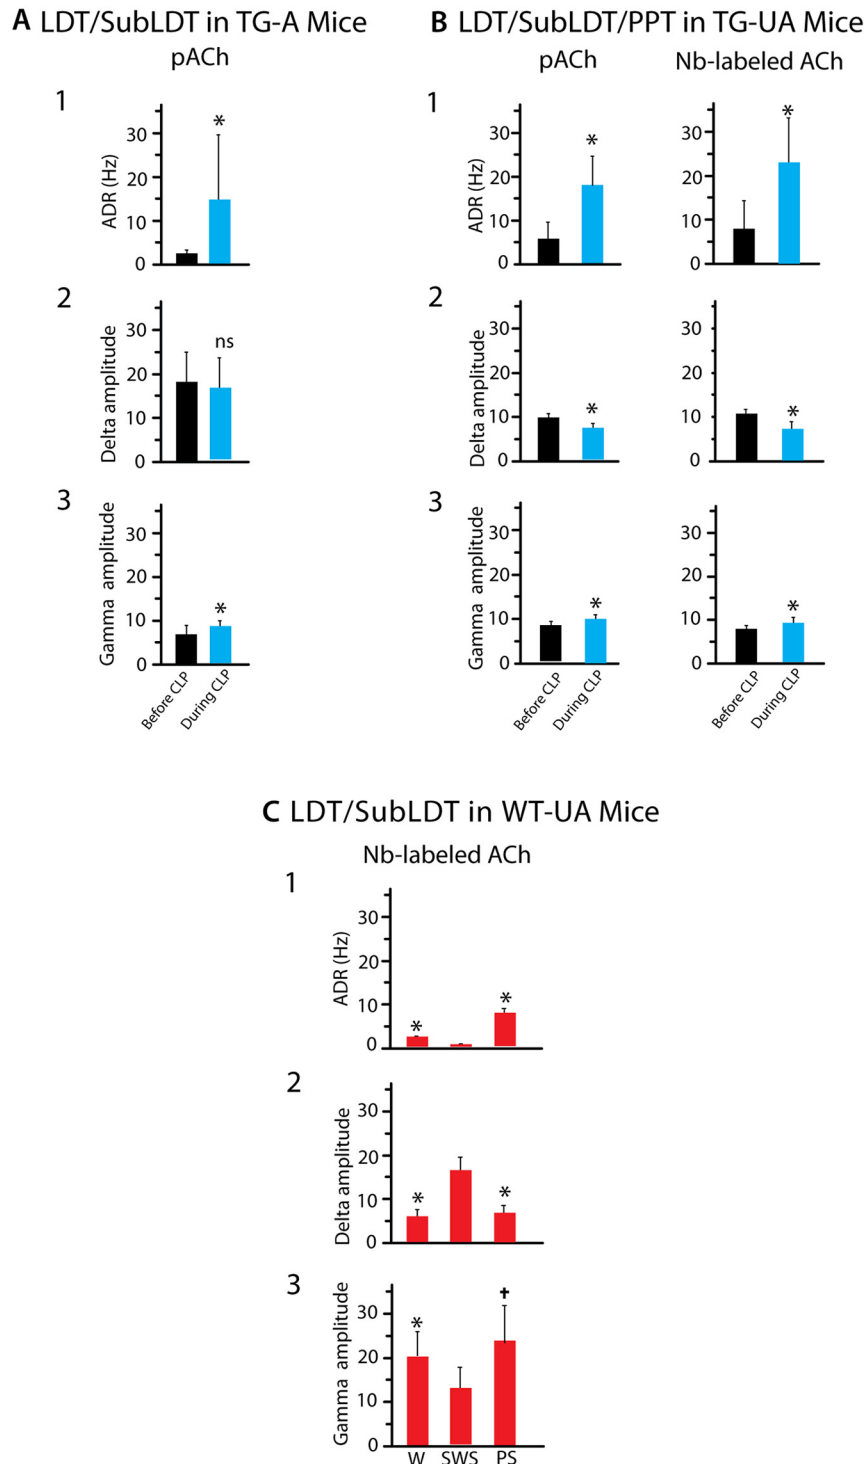 A LDT/SubLDT in TG-A Mice
pACh
1
ADR (Hz)
30
20
10
0
*
2
Delta amplitude
30
20
10
0
ns
3
Gamma amplitude
30
20
10
0
*
Before CLP
During CLP
B LDT/SubLDT/PPT in TG-UA Mice
pACh
Nb-labeled ACh
1
ADR (Hz)
30
20
10
0
*
30
20
10
0
*
2
Delta amplitude
30
20
10
0
*
30
20
10
0
*
3
Gamma amplitude
30
20
10
0
*
30
20
10
0
*
Before CLP
During CLP
Before CLP
During CLP
C LDT/SubLDT in WT-UA Mice
Nb-labeled ACh
1
ADR (Hz)
30
20
10
0
*
*
2
Delta amplitude
30
20
10
0
*
*
3
Gamma amplitude
30
20
10
0
*
✝
W SWS PS